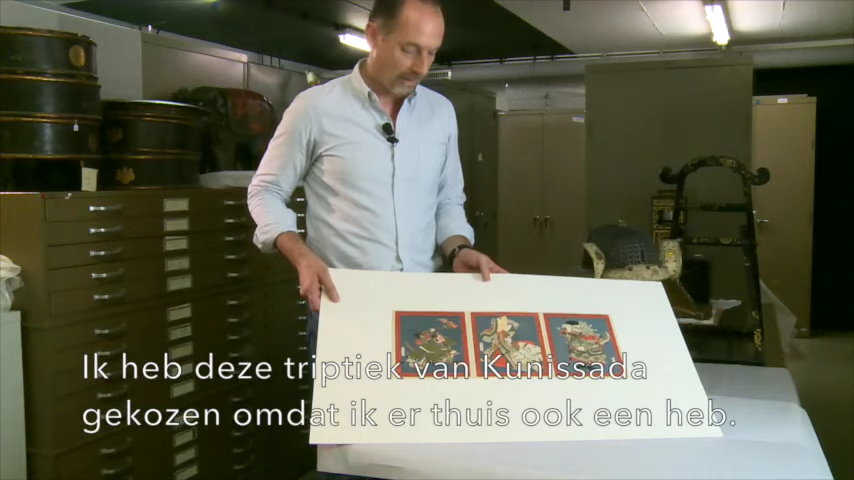 Ik heb deze triptiek van Kunissada
gekozen omdat ik er thuis ook een heb.